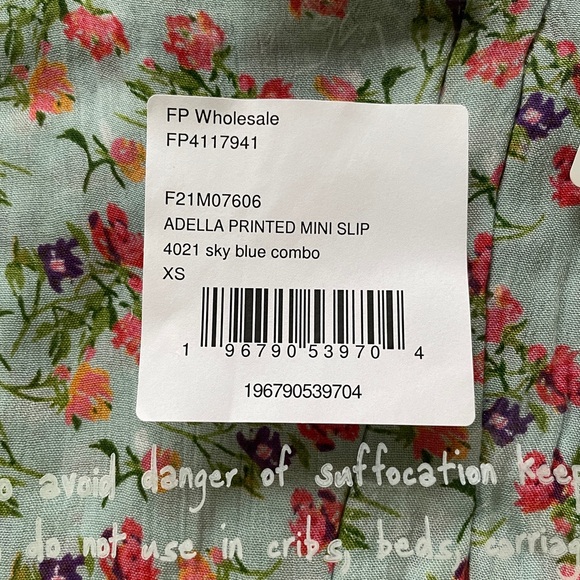 FP Wholesale
FP4117941
F21M07606
ADELLA PRINTED MINI SLIP
4021 sky blue combo
XS
1 96790 53970 4
196790539704
avoid danger of suffocation keep
do not use in cribs, beds,